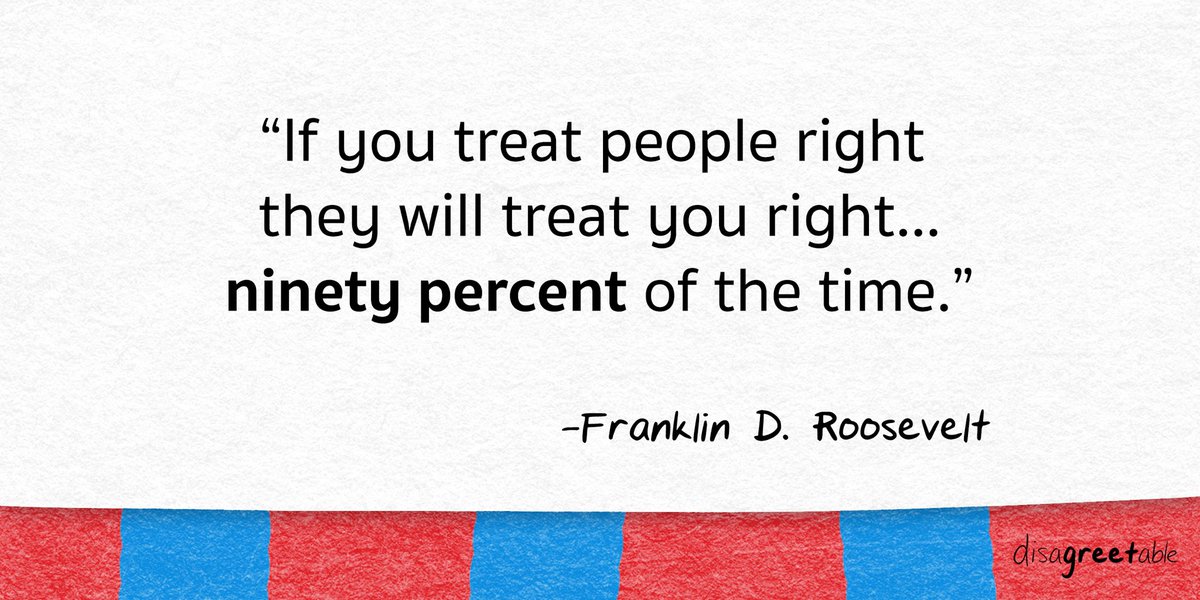 “If you treat people right
they will treat you right...
ninety percent of the time.”
-Franklin D. Roosevelt
disagreetable